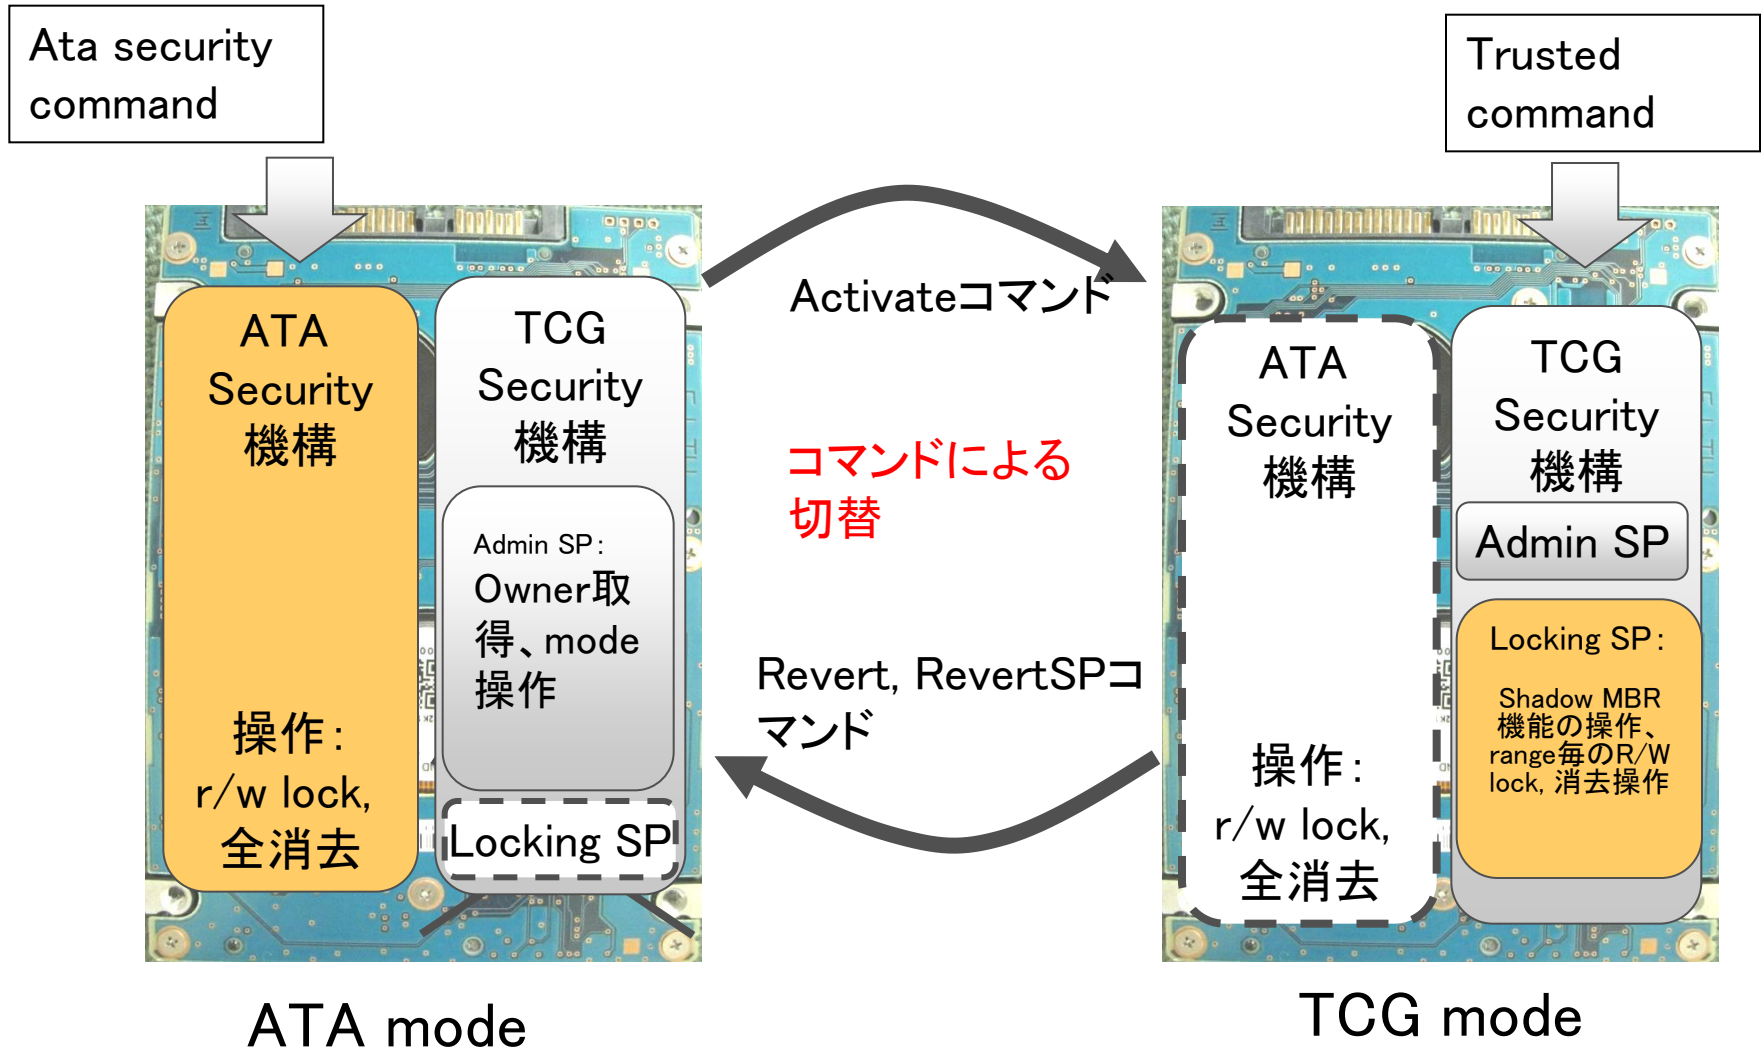 Ata security
command
Trusted
command
ATA
Security
機構
操作：
r/w lock,
全消去
TCG
Security
機構
Admin SP：
Owner取
得、mode
操作
Locking SP
Activateコマンド
コマンドによる
切替
Revert, RevertSPコ
マンド
ATA
Security
機構
操作：
r/w lock,
全消去
TCG
Security
機構
Admin SP
Locking SP：
Shadow MBR
機能の操作、
range毎のR/W
lock, 消去操作
ATA mode
TCG mode